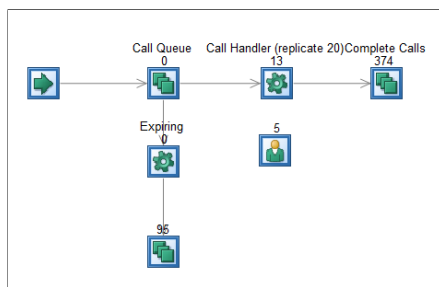 Call Queue
0
Call Handler (replicate 20)
13
Complete Calls
374
Expiring
0
5
95